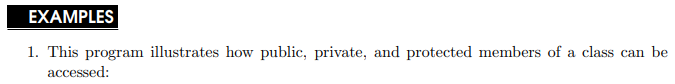 EXAMPLES
1. This program illustrates how public, private, and protected members of a class can be
accessed: